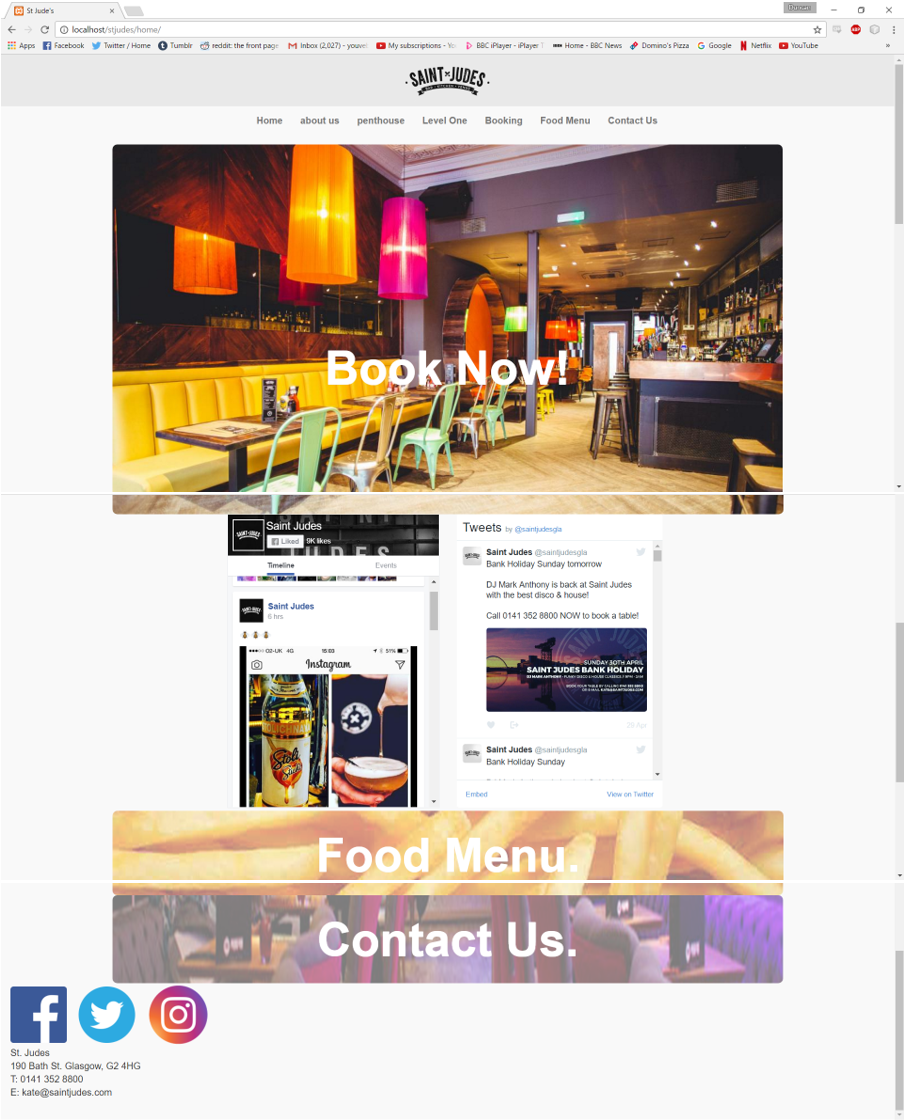 St Jude's
Duncan
localhost/stjudes/home/
Apps Facebook Twitter / Home Tumblr reddit: the front page Inbox (2,027) - youve My subscriptions - Yo BBC iPlayer - iPlayer Home - BBC News Domino's Pizza Google Netflix YouTube »
SAINT JUDES
Home about us penthouse Level One Booking Food Menu Contact Us
Book Now!
Saint Judes
Liked 9K likes
Timeline Events
Saint Judes
6 hrs
O2-UK 4G 15:03 51%
Instagram
Stoli
Tweets by @saintjudesgla
Saint Judes @saintjudesgla
Bank Holiday Sunday tomorrow
DJ Mark Anthony is back at Saint Judes
with the best disco & house!
Call 0141 352 8800 NOW to book a table!
SUNDAY 30TH APRIL
SAINT JUDES BANK HOLIDAY
29 Apr
Saint Judes @saintjudesgla
Bank Holiday Sunday
Embed View on Twitter
Food Menu.
Contact Us.
St. Judes
190 Bath St. Glasgow, G2 4HG
T: 0141 352 8800
E: kate@saintjudes.com